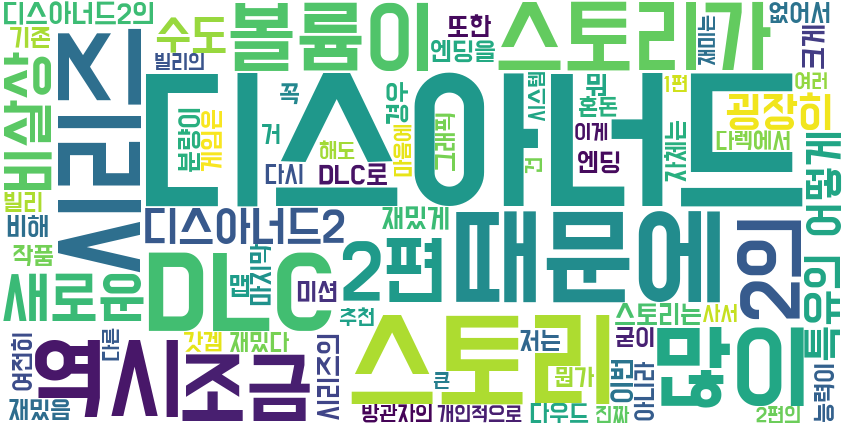 디스아너드2의
볼륨이
스토리가
없어서
기존
수도
또한
크게
빌리의
엔딩을
재미는
비살상
시리즈
디스아너드
꼭
경아
뭐
혼돈
시스템
1편
굉장히
여러
분량이
게임은
거
해도
마음에
그래픽
이게
다렉에서
건
자체는
어떻게
다시
DLC로
엔딩
빌리
비해
디스아너드2
재밌게
작품
새로운
DLC
맵
마지막
2편
때문에
2의
특유의
미션
추천
스토리는
사서
갓겜
재밌다
저는
굳이
여전히
다른
역시
조금
시리즈의
스토리
많이
큰
뭔가
이번
아니라
능력이
재밌음
방관자의
개인적으로
다우드
진짜
2편의